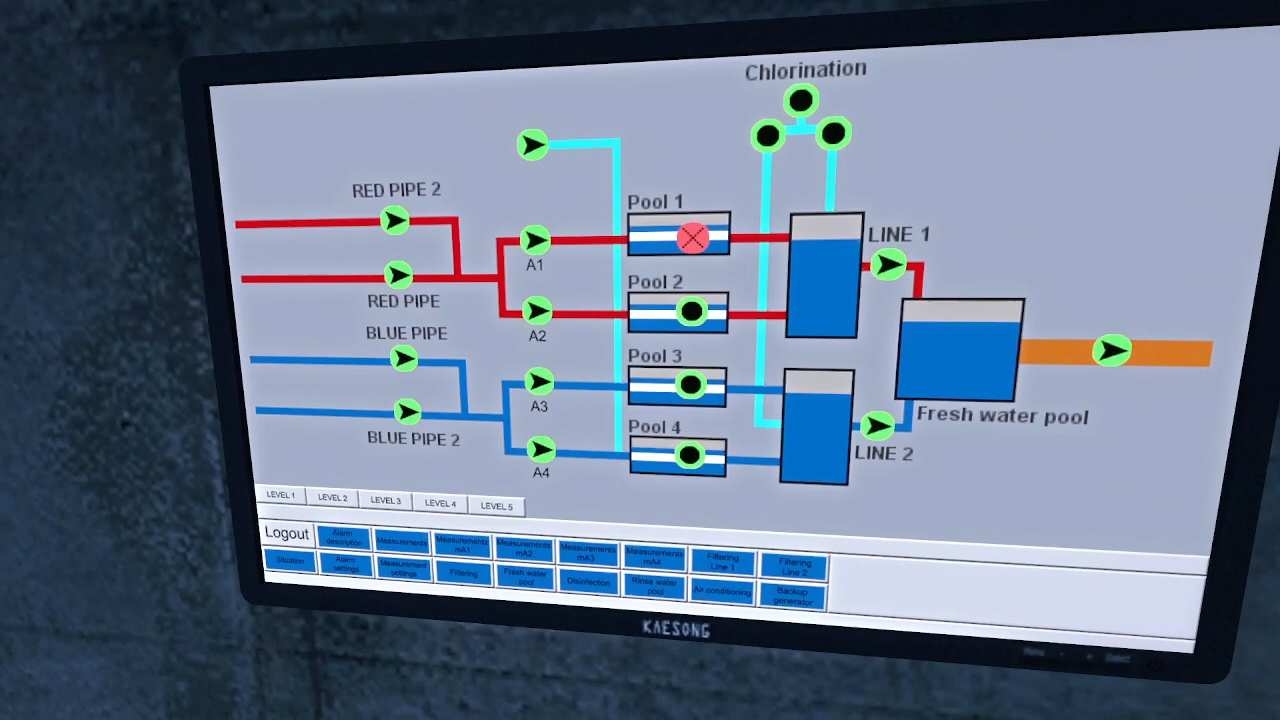 Chlorination
RED PIPE 2
Pool 1
LINE 1
A1
RED PIPE
Pool 2
BLUE PIPE
A2
Pool 3
A3
Fresh water pool
Pool 4
BLUE PIPE 2
LINE 2
A4
LEVEL 1
LEVEL 2
LEVEL 3
LEVEL 4
LEVEL 5
Logout
Alarm
description
Measurements
Measurements
mA1
Measurements
mA2
Measurements
mA3
Measurements
mA4
Filtering
Line 1
Filtering
Line 2
Situation
Alarm
settings
Measurement
settings
Filtering
Fresh water
pool
Disinfection
Rinse water
pool
Air conditioning
Backup
generator
KAESONG